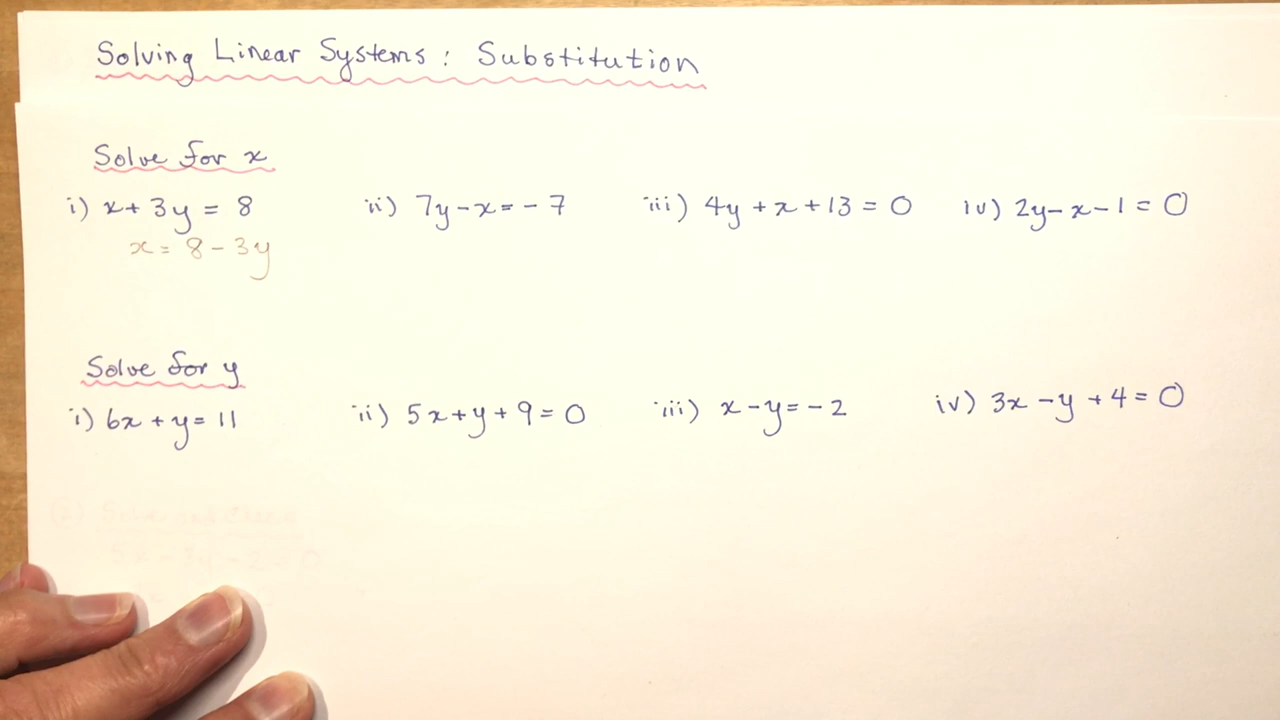 Solving Linear Systems: Substitution
Solve for x
i) x + 3y = 8 ii) 7y - x = - 7 iii) 4y + x + 13 = 0 iv) 2y - x - 1 = 0
x = 8 - 3y
Solve for y
i) 6x + y = 11 ii) 5x + y + 9 = 0 iii) x - y = - 2 iv) 3x - y + 4 = 0